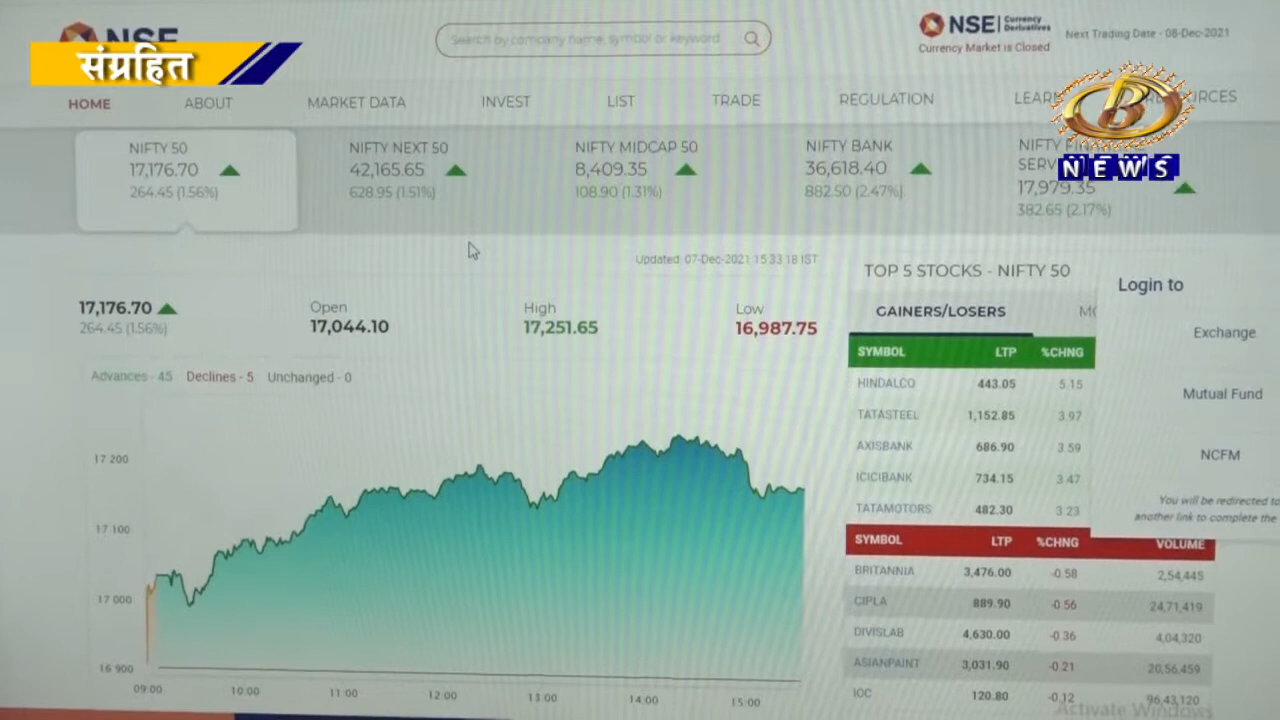 NSE
संग्रहित
Search by company name, symbol or keyword
NSE Currency Derivatives
Currency Market is Closed
Next Trading Date - 08-Dec-2021
HOME ABOUT MARKET DATA INVEST LIST TRADE REGULATION
B
NEWS
NIFTY 50
17,176.70
264.45 (1.56%)
NIFTY NEXT 50
42,165.65
628.95 (1.51%)
NIFTY MIDCAP 50
8,409.35
108.90 (1.31%)
NIFTY BANK
36,618.40
882.50 (2.47%)
NIFTY
17,979.35
382.65 (2.17%)
Updated: 07-Dec-2021 15:33:18 IST
17,176.70
264.45 (1.56%)
Open
17,044.10
High
17,251.65
Low
16,987.75
Advances - 45 Declines - 5 Unchanged - 0
17 200
17 100
17 000
16 900
09:00 10:00 11:00 12:00 13:00 14:00 15:00
TOP 5 STOCKS - NIFTY 50
GAINERS/LOSERS
SYMBOL LTP %CHNG
HINDALCO 443.05 5.15
TATASTEEL 1,152.85 3.97
AXISBANK 686.90 3.59
ICICIBANK 734.15 3.47
TATAMOTORS 482.30 3.23
SYMBOL LTP %CHNG VOLUME
BRITANNIA 3,476.00 -0.58 2,54,445
CIPLA 889.90 -0.56 24,71,419
DIVISLAB 4,630.00 -0.36 4,04,320
ASIANPAINT 3,031.90 -0.21 20,56,459
IOC 120.80 -0.12 96,43,120
Login to
Exchange
Mutual Fund
NCFM
You will be redirected to
another link to complete the
Activate Windows